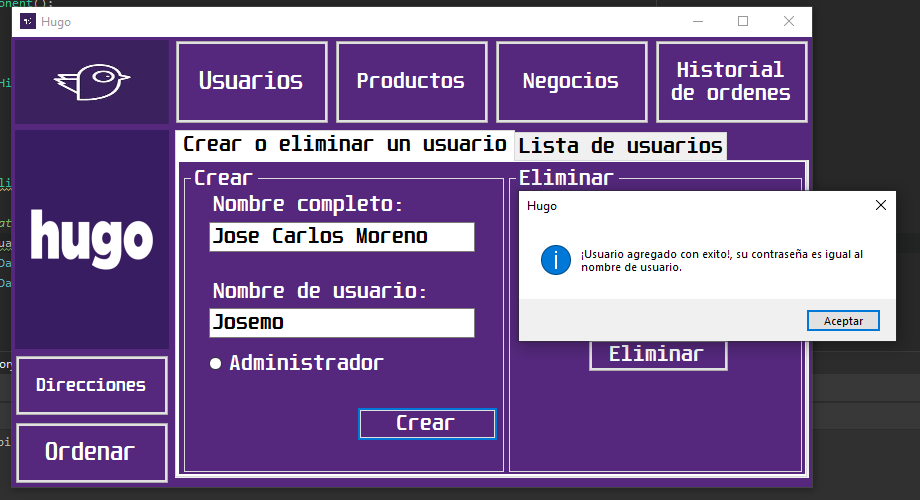 onent();
Hugo
Usuarios
Productos
Negocios
Historial
de ordenes
Crear o eliminar un usuario
Lista de usuarios
hugo
Crear
Nombre completo:
Jose Carlos Moreno
Nombre de usuario:
Josemo
Administrador
Crear
Eliminar
Hugo
¡Usuario agregado con exito!, su contraseña es igual al
nombre de usuario.
Aceptar
Eliminar
Direcciones
Ordenar